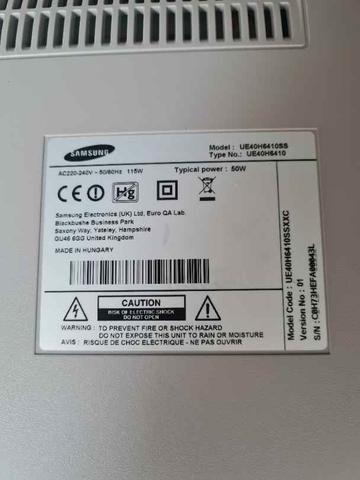 SAMSUNG
Model : UE40H6410SS
Type No.: UE40H6410
AC220-240V ~ 50/60Hz 115W
Typical power : 50W
CE
Hg
Samsung Electronics (UK) Ltd, Euro QA Lab.
Blackbushe Business Park
Saxony Way, Yateley, Hampshire
GU46 6GG United Kingdom
MADE IN HUNGARY
CAUTION
RISK OF ELECTRIC SHOCK
DO NOT OPEN
WARNING : TO PREVENT FIRE OR SHOCK HAZARD
DO NOT EXPOSE THIS UNIT TO RAIN OR MOISTURE
AVIS : RISQUE DE CHOC ELECTRIQUE - NE PAS OUVRIR
Model Code : UE40H6410SSXXC
Version No : 01
S/N :